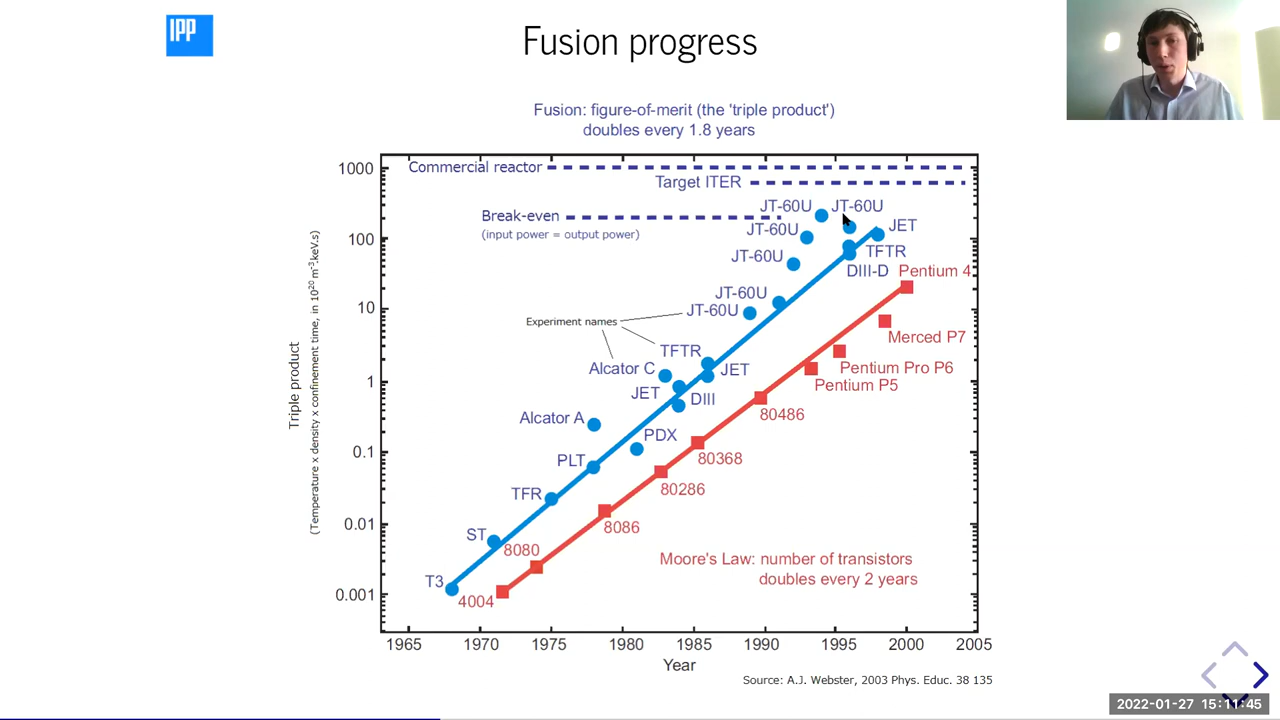 IPP
Fusion progress
Fusion: figure-of-merit (the 'triple product')
doubles every 1.8 years
1000
100
10
1
0.1
0.01
0.001
Triple product
(Temperature x density x confinement time, in 10²⁰ m⁻³.keV.s)
Commercial reactor
Target ITER
Break-even
(input power = output power)
JT-60U
JT-60U
JT-60U
JET
JT-60U
TFTR
DIII-D
Pentium 4
JT-60U
JT-60U
Experiment names
Merced P7
TFTR
Alcator C
JET
Pentium Pro P6
Pentium P5
JET
DIII
80486
Alcator A
PDX
PLT
80368
80286
TFR
8086
ST
8080
Moore's Law: number of transistors
doubles every 2 years
T3
4004
1965 1970 1975 1980 1985 1990 1995 2000 2005
Year
Source: A.J. Webster, 2003 Phys. Educ. 38 135
2022-01-27 15:11:45